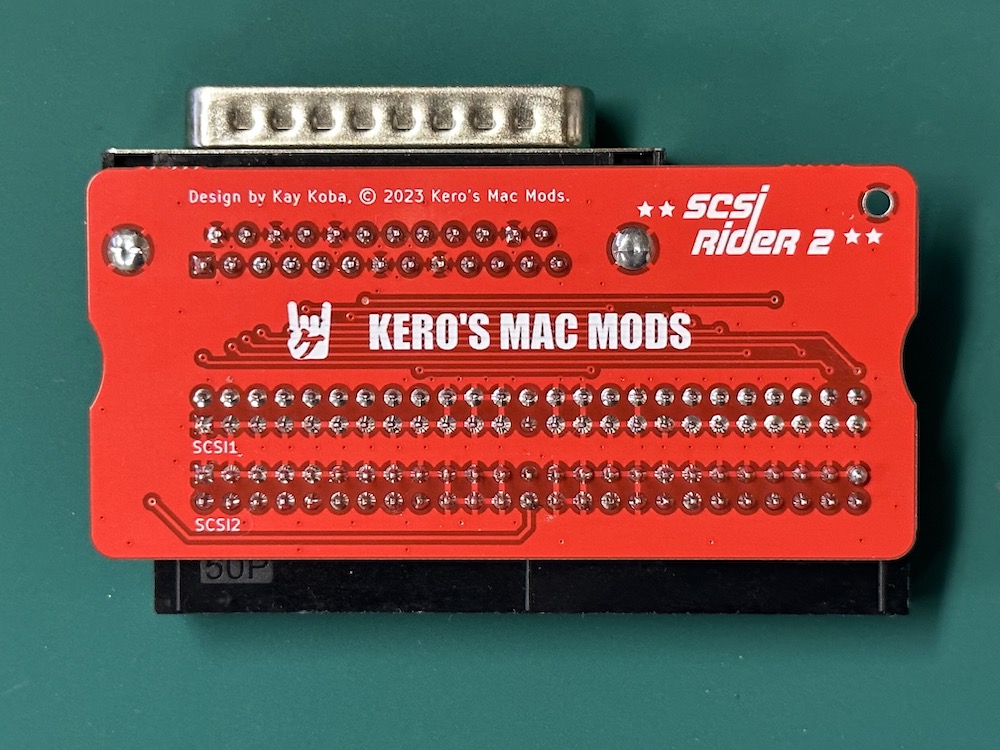 Design by Kay Koba, © 2023 Kero's Mac Mods.
★★ SCSI
RIDER 2 ★★
KERO'S MAC MODS
SCSI1
SCSI2
50P